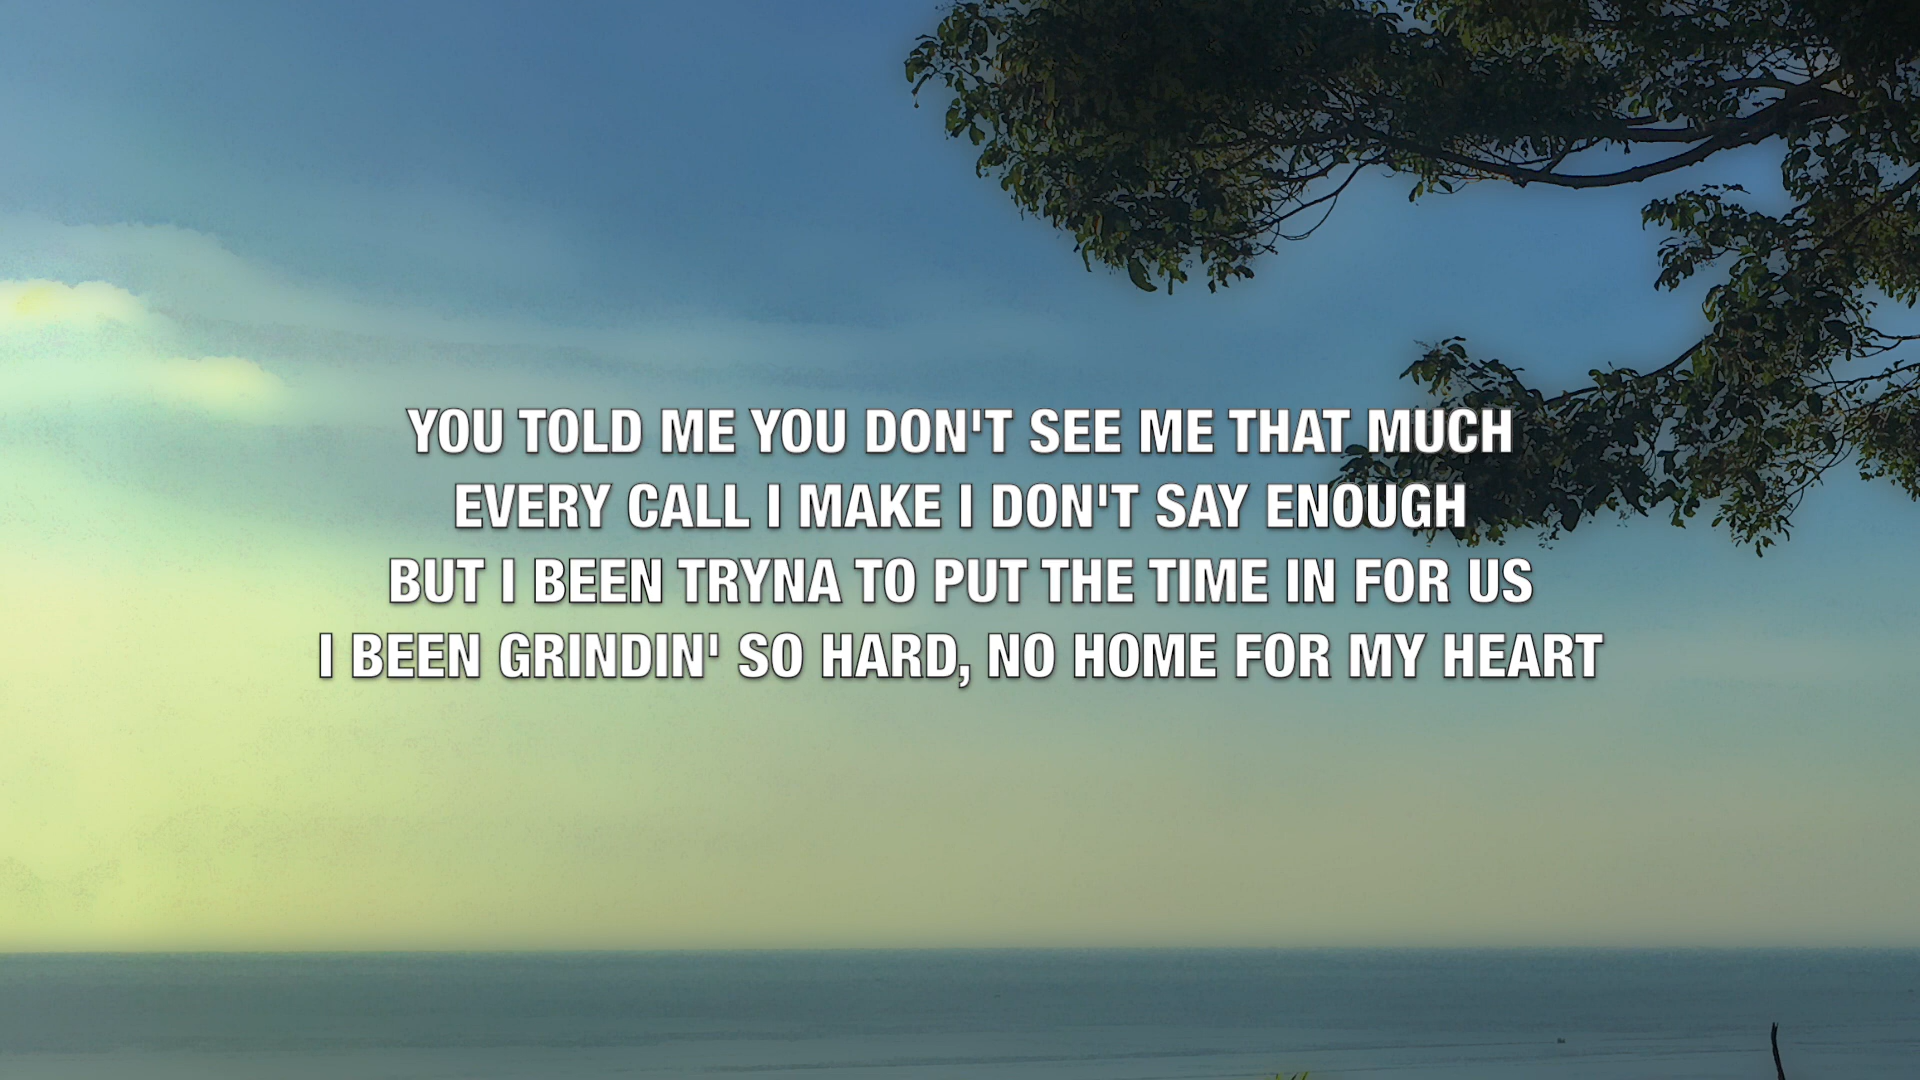 YOU TOLD ME YOU DON'T SEE ME THAT MUCH
EVERY CALL I MAKE I DON'T SAY ENOUGH
BUT I BEEN TRYNA TO PUT THE TIME IN FOR US
I BEEN GRINDIN' SO HARD, NO HOME FOR MY HEART